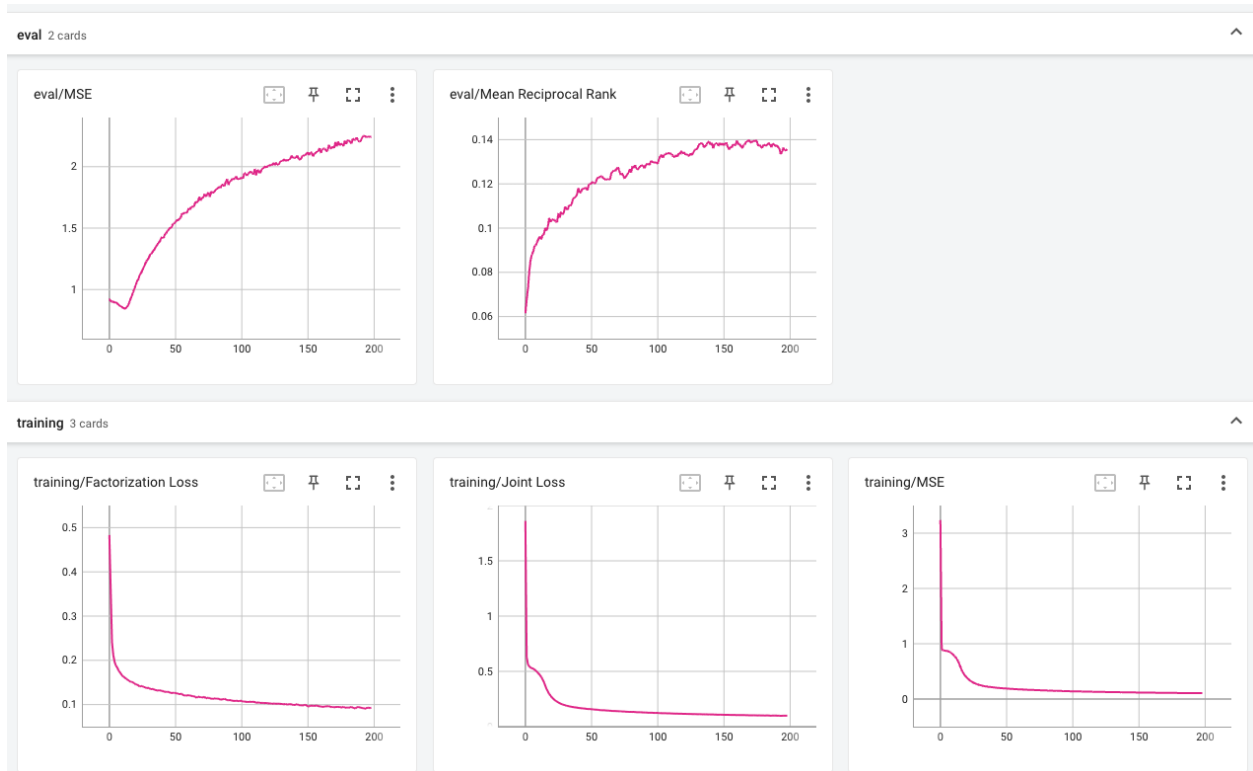 eval 2 cards
eval/MSE
eval/Mean Reciprocal Rank
2
1.5
1
0 50 100 150 200
0.14
0.12
0.1
0.08
0.06
0 50 100 150 200
training 3 cards
training/Factorization Loss
training/Joint Loss
training/MSE
0.5
0.4
0.3
0.2
0.1
0 50 100 150 200
1.5
1
0.5
0 50 100 150 200
3
2
1
0
0 50 100 150 200